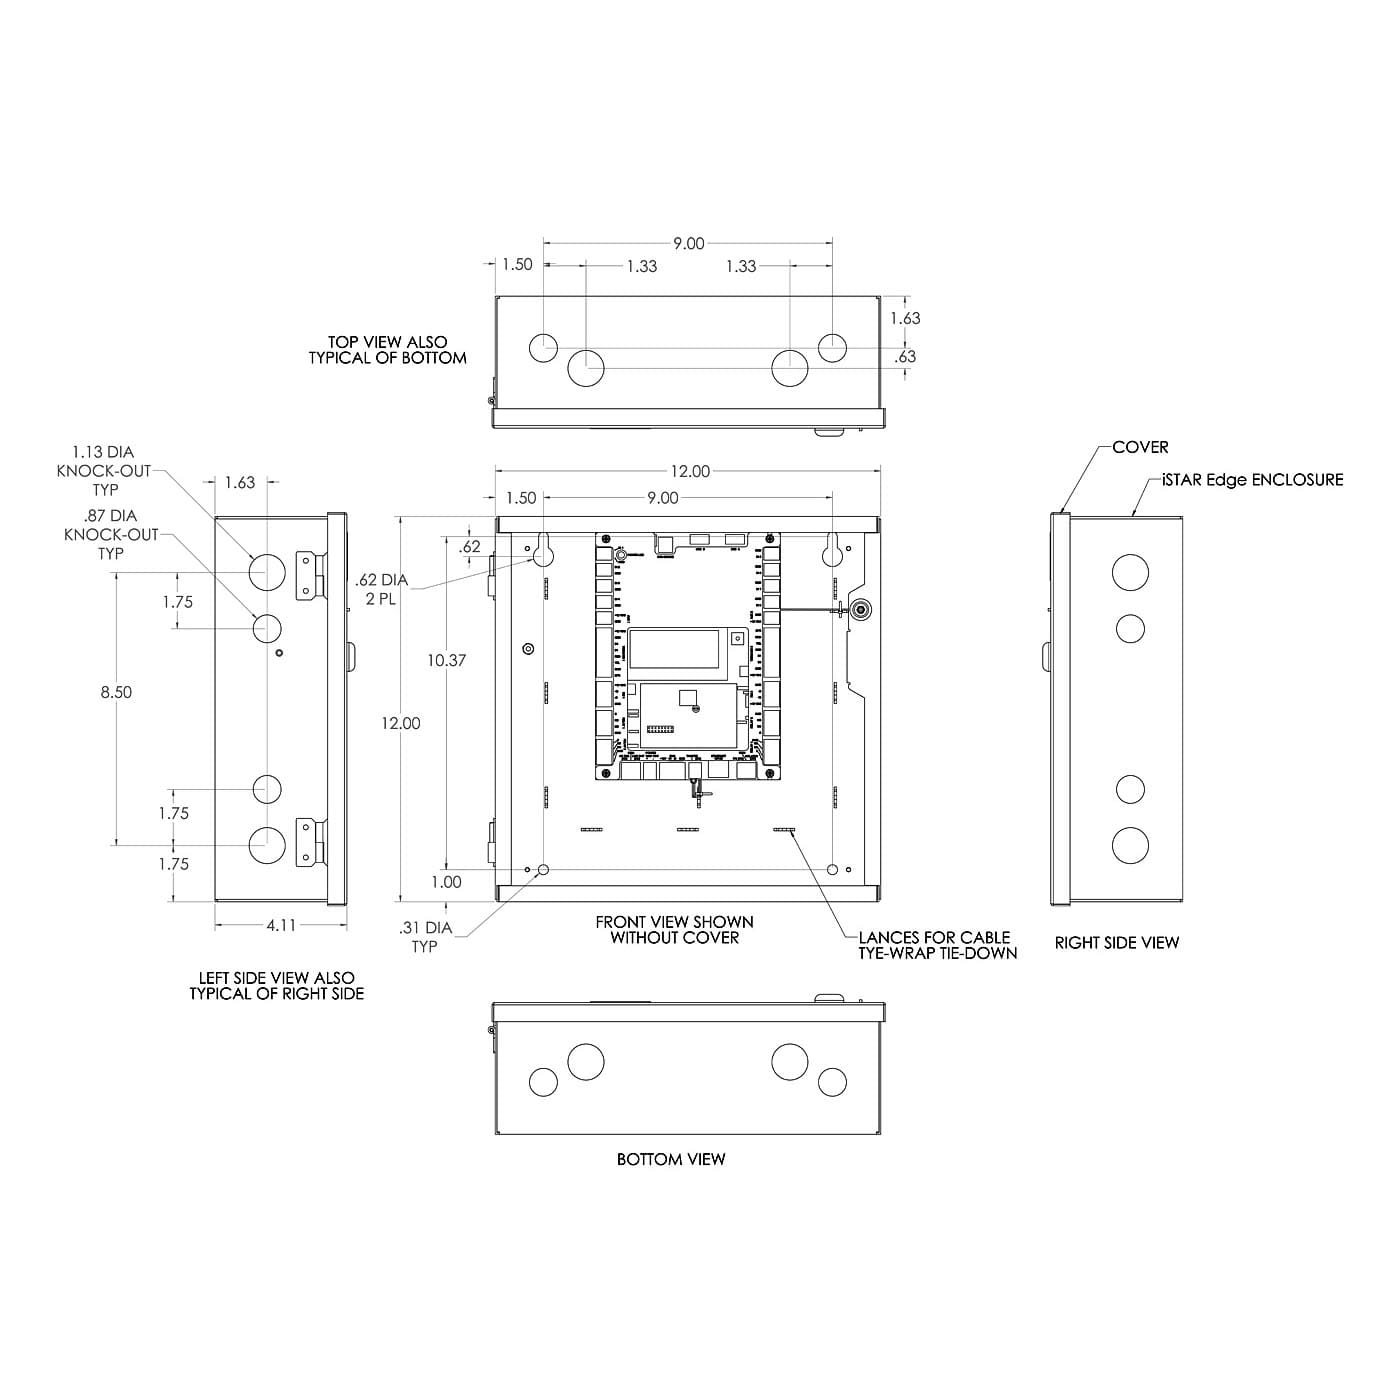 9.00
1.50
1.33
1.33
1.63
.63
TOP VIEW ALSO
TYPICAL OF BOTTOM
1.13 DIA
KNOCK-OUT
TYP
.87 DIA
KNOCK-OUT
TYP
1.63
1.75
8.50
1.75
1.75
4.11
LEFT SIDE VIEW ALSO
TYPICAL OF RIGHT SIDE
12.00
1.50
9.00
.62
.62 DIA
2 PL
10.37
12.00
1.00
.31 DIA
TYP
FRONT VIEW SHOWN
WITHOUT COVER
LANCES FOR CABLE
TYE-WRAP TIE-DOWN
COVER
iSTAR Edge ENCLOSURE
RIGHT SIDE VIEW
BOTTOM VIEW